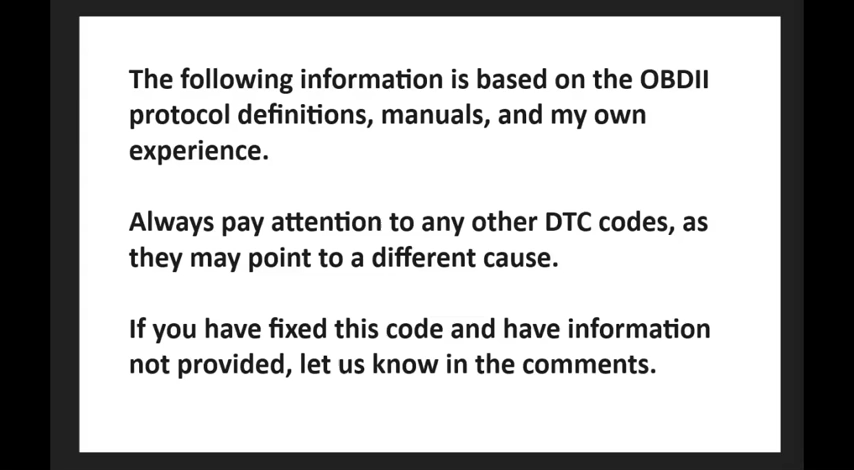 The following information is based on the OBDII
protocol definitions, manuals, and my own
experience.
Always pay attention to any other DTC codes, as
they may point to a different cause.
If you have fixed this code and have information
not provided, let us know in the comments.